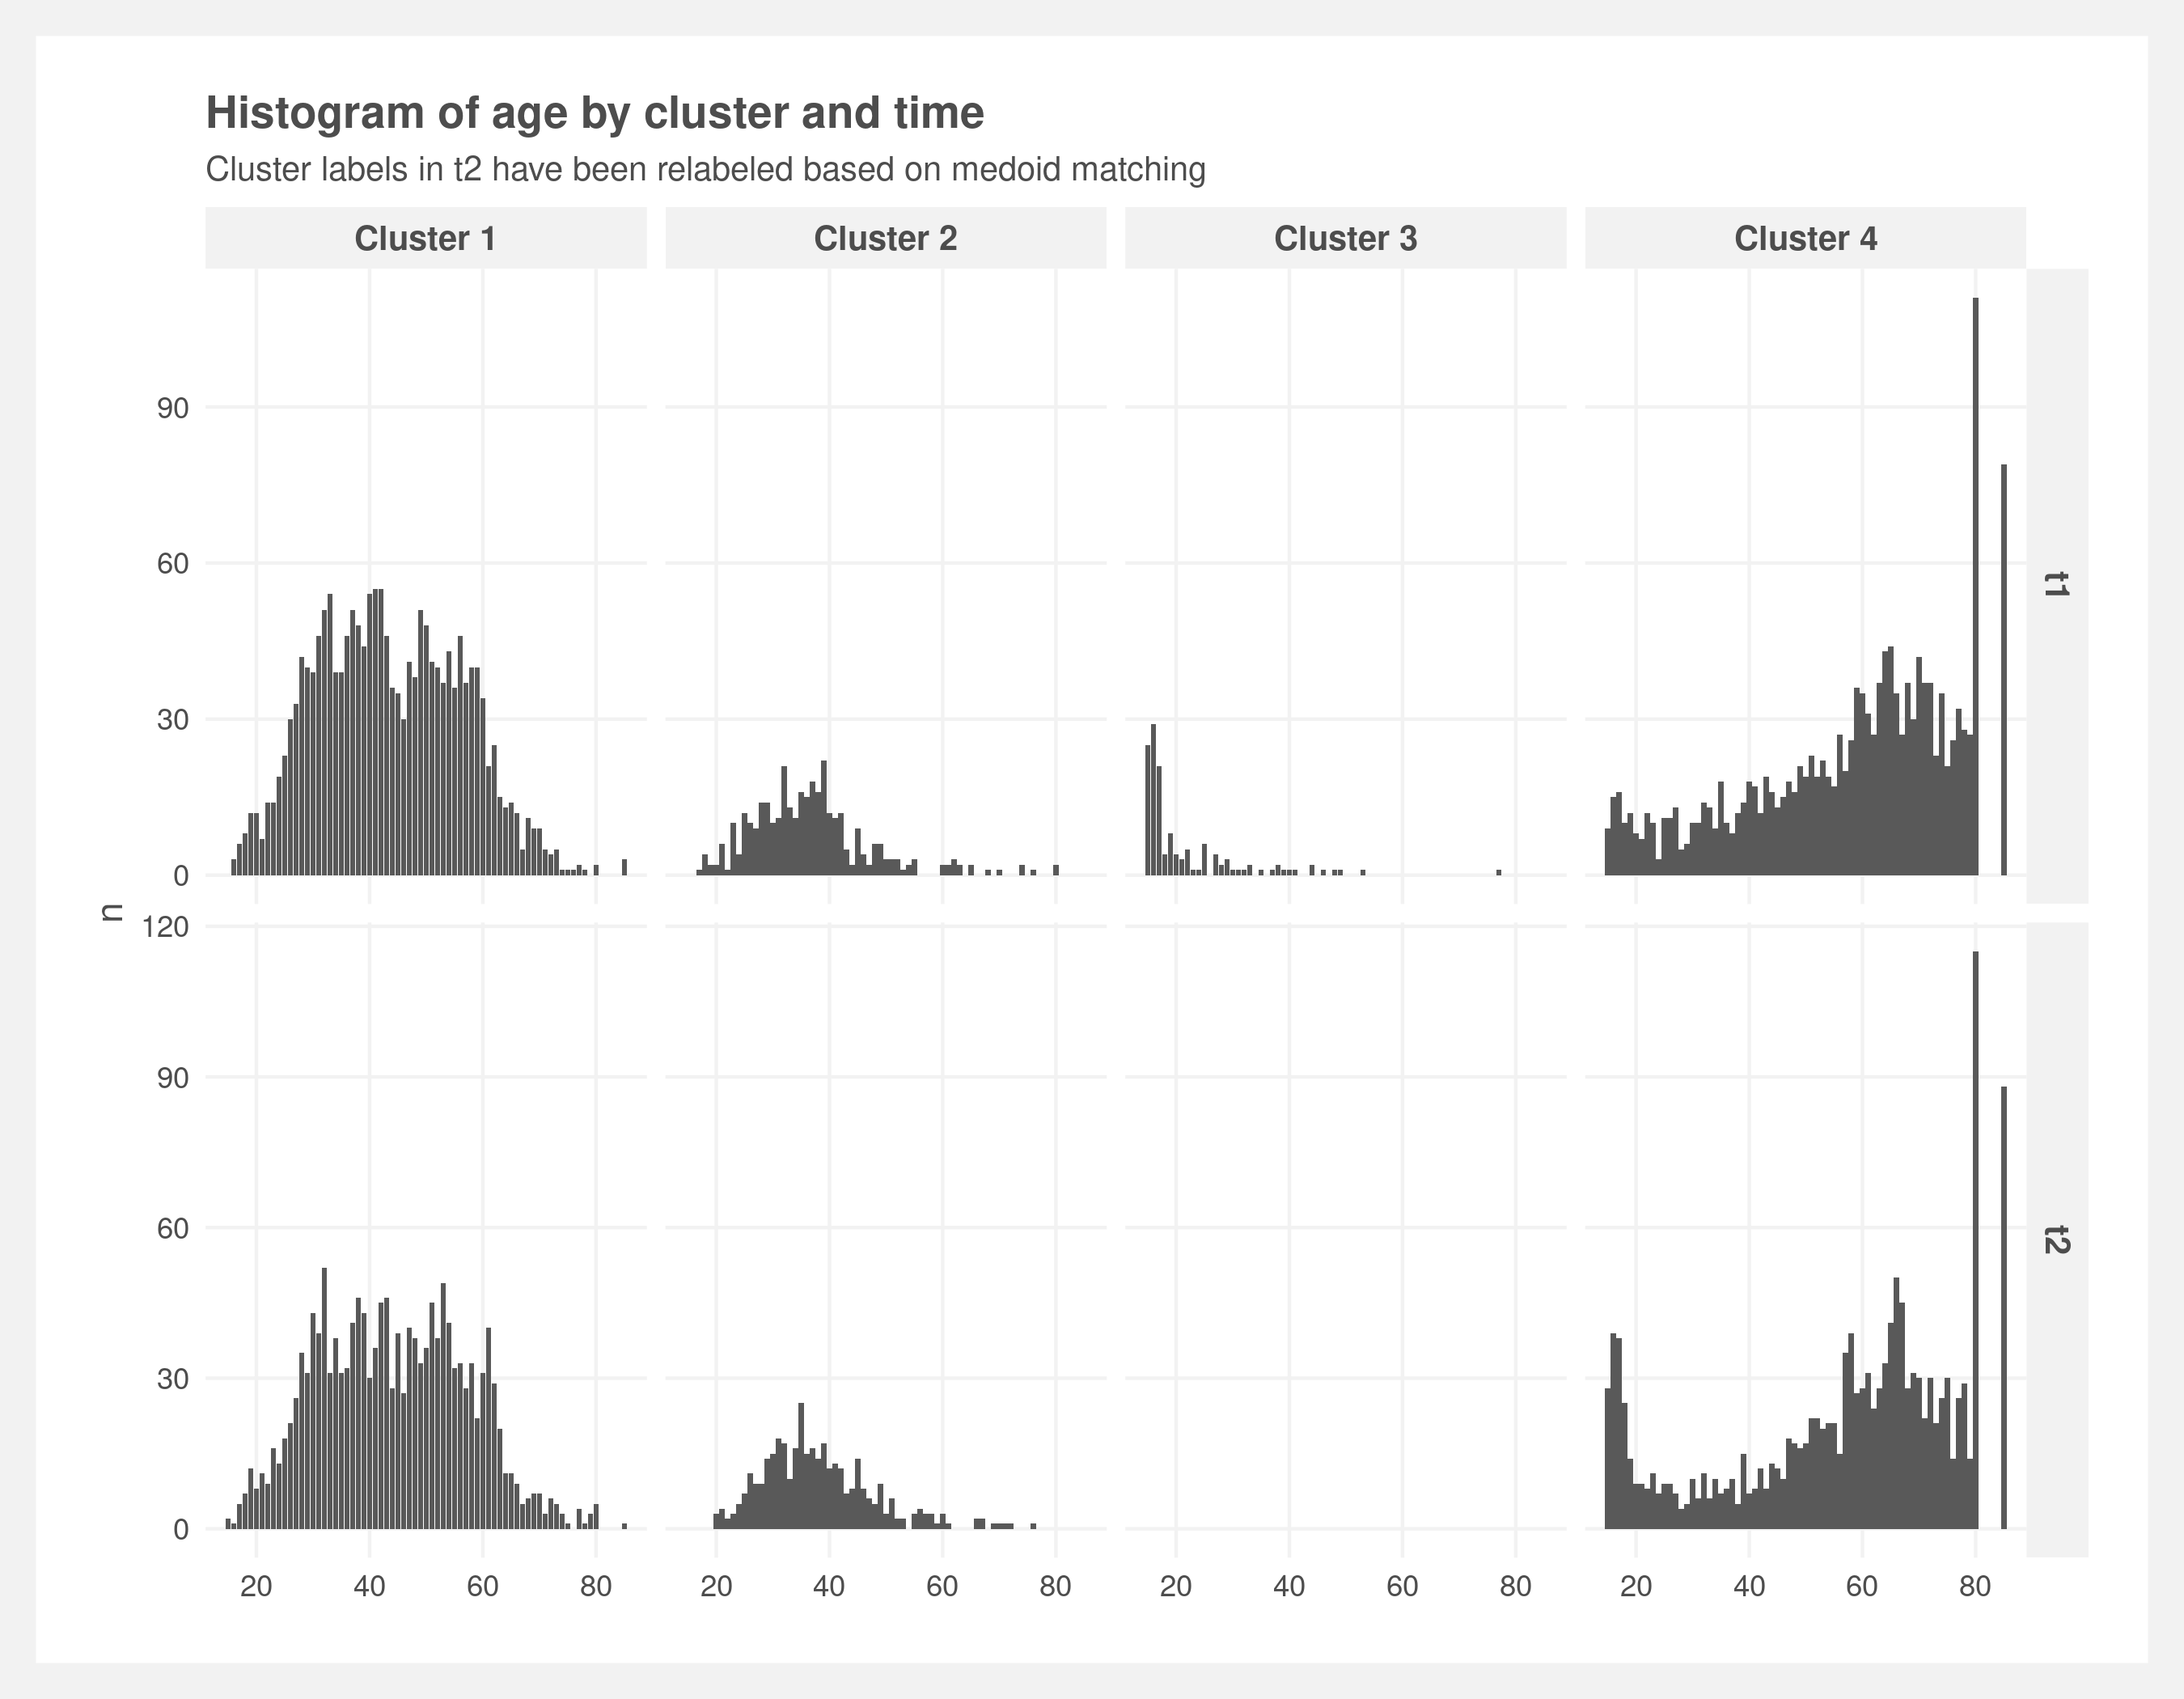 Histogram of age by cluster and time
Cluster labels in t2 have been relabeled based on medoid matching
Cluster 1 Cluster 2 Cluster 3 Cluster 4
90
60
30
0
t1
n
120
90
60
30
0
t2
20 40 60 80 20 40 60 80 20 40 60 80 20 40 60 80